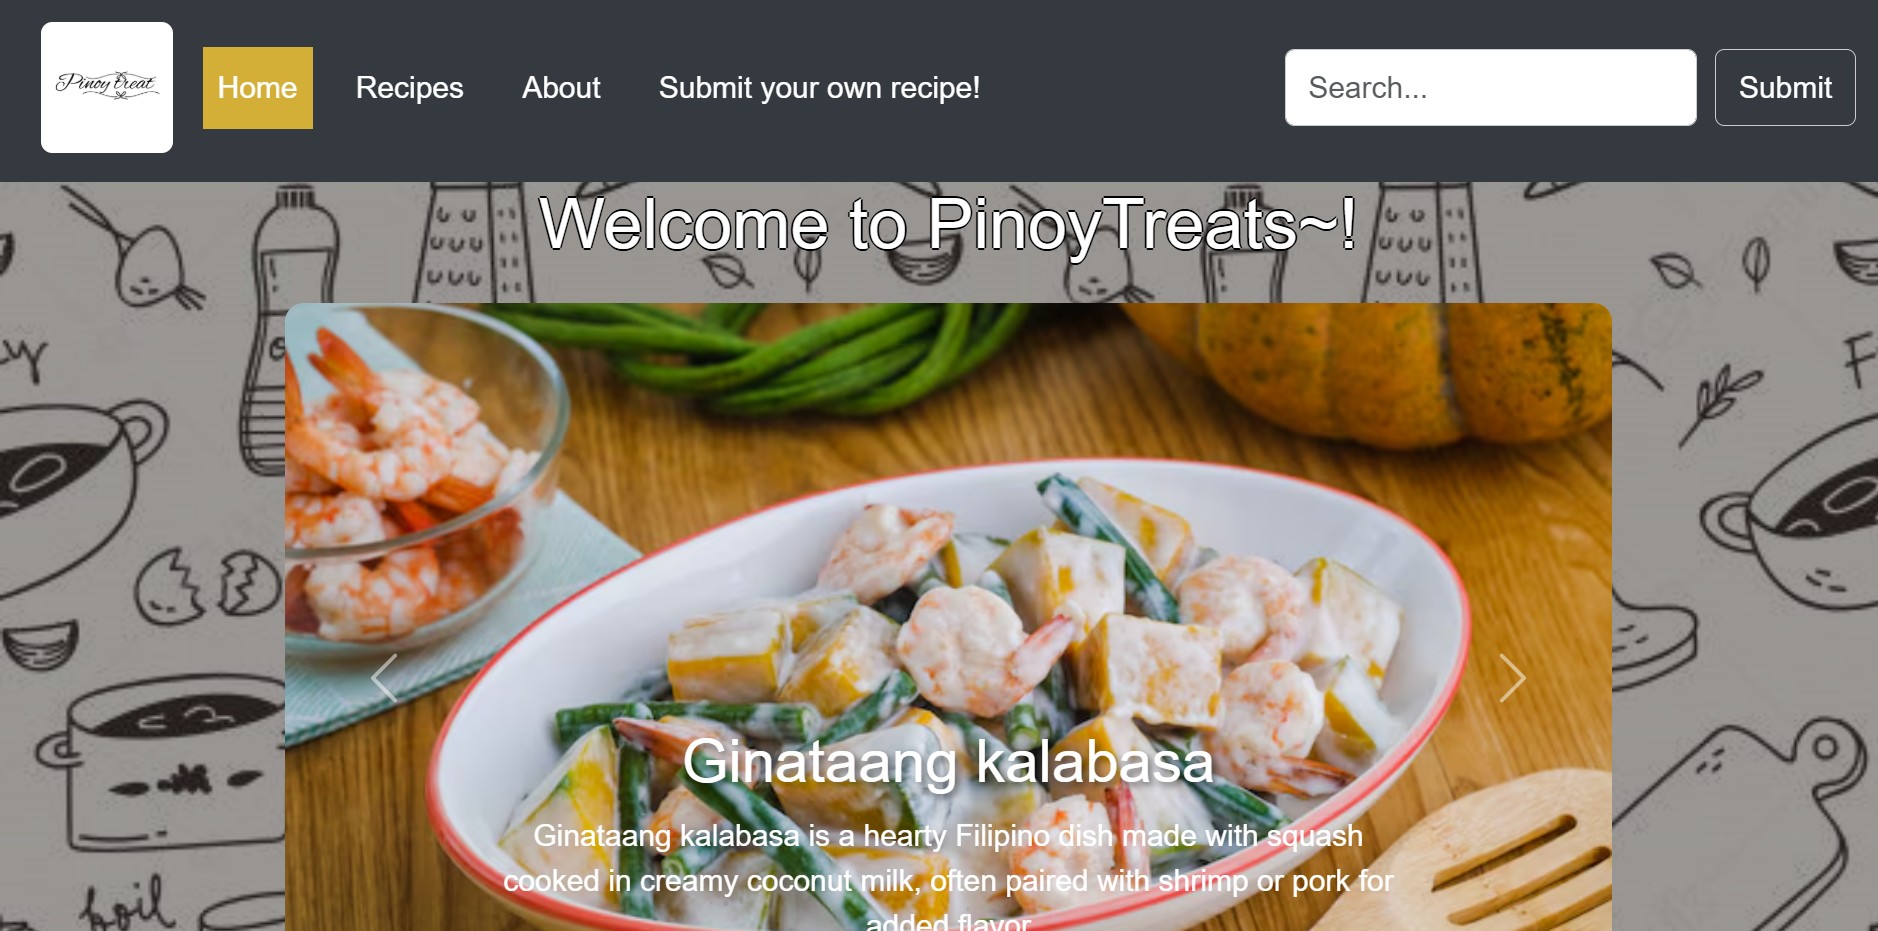 Pinoy treat
Home
Recipes
About
Submit your own recipe!
Search...
Submit
Welcome to PinoyTreats~!
Ginataang kalabasa
Ginataang kalabasa is a hearty Filipino dish made with squash
cooked in creamy coconut milk, often paired with shrimp or pork for
added flavor
boil